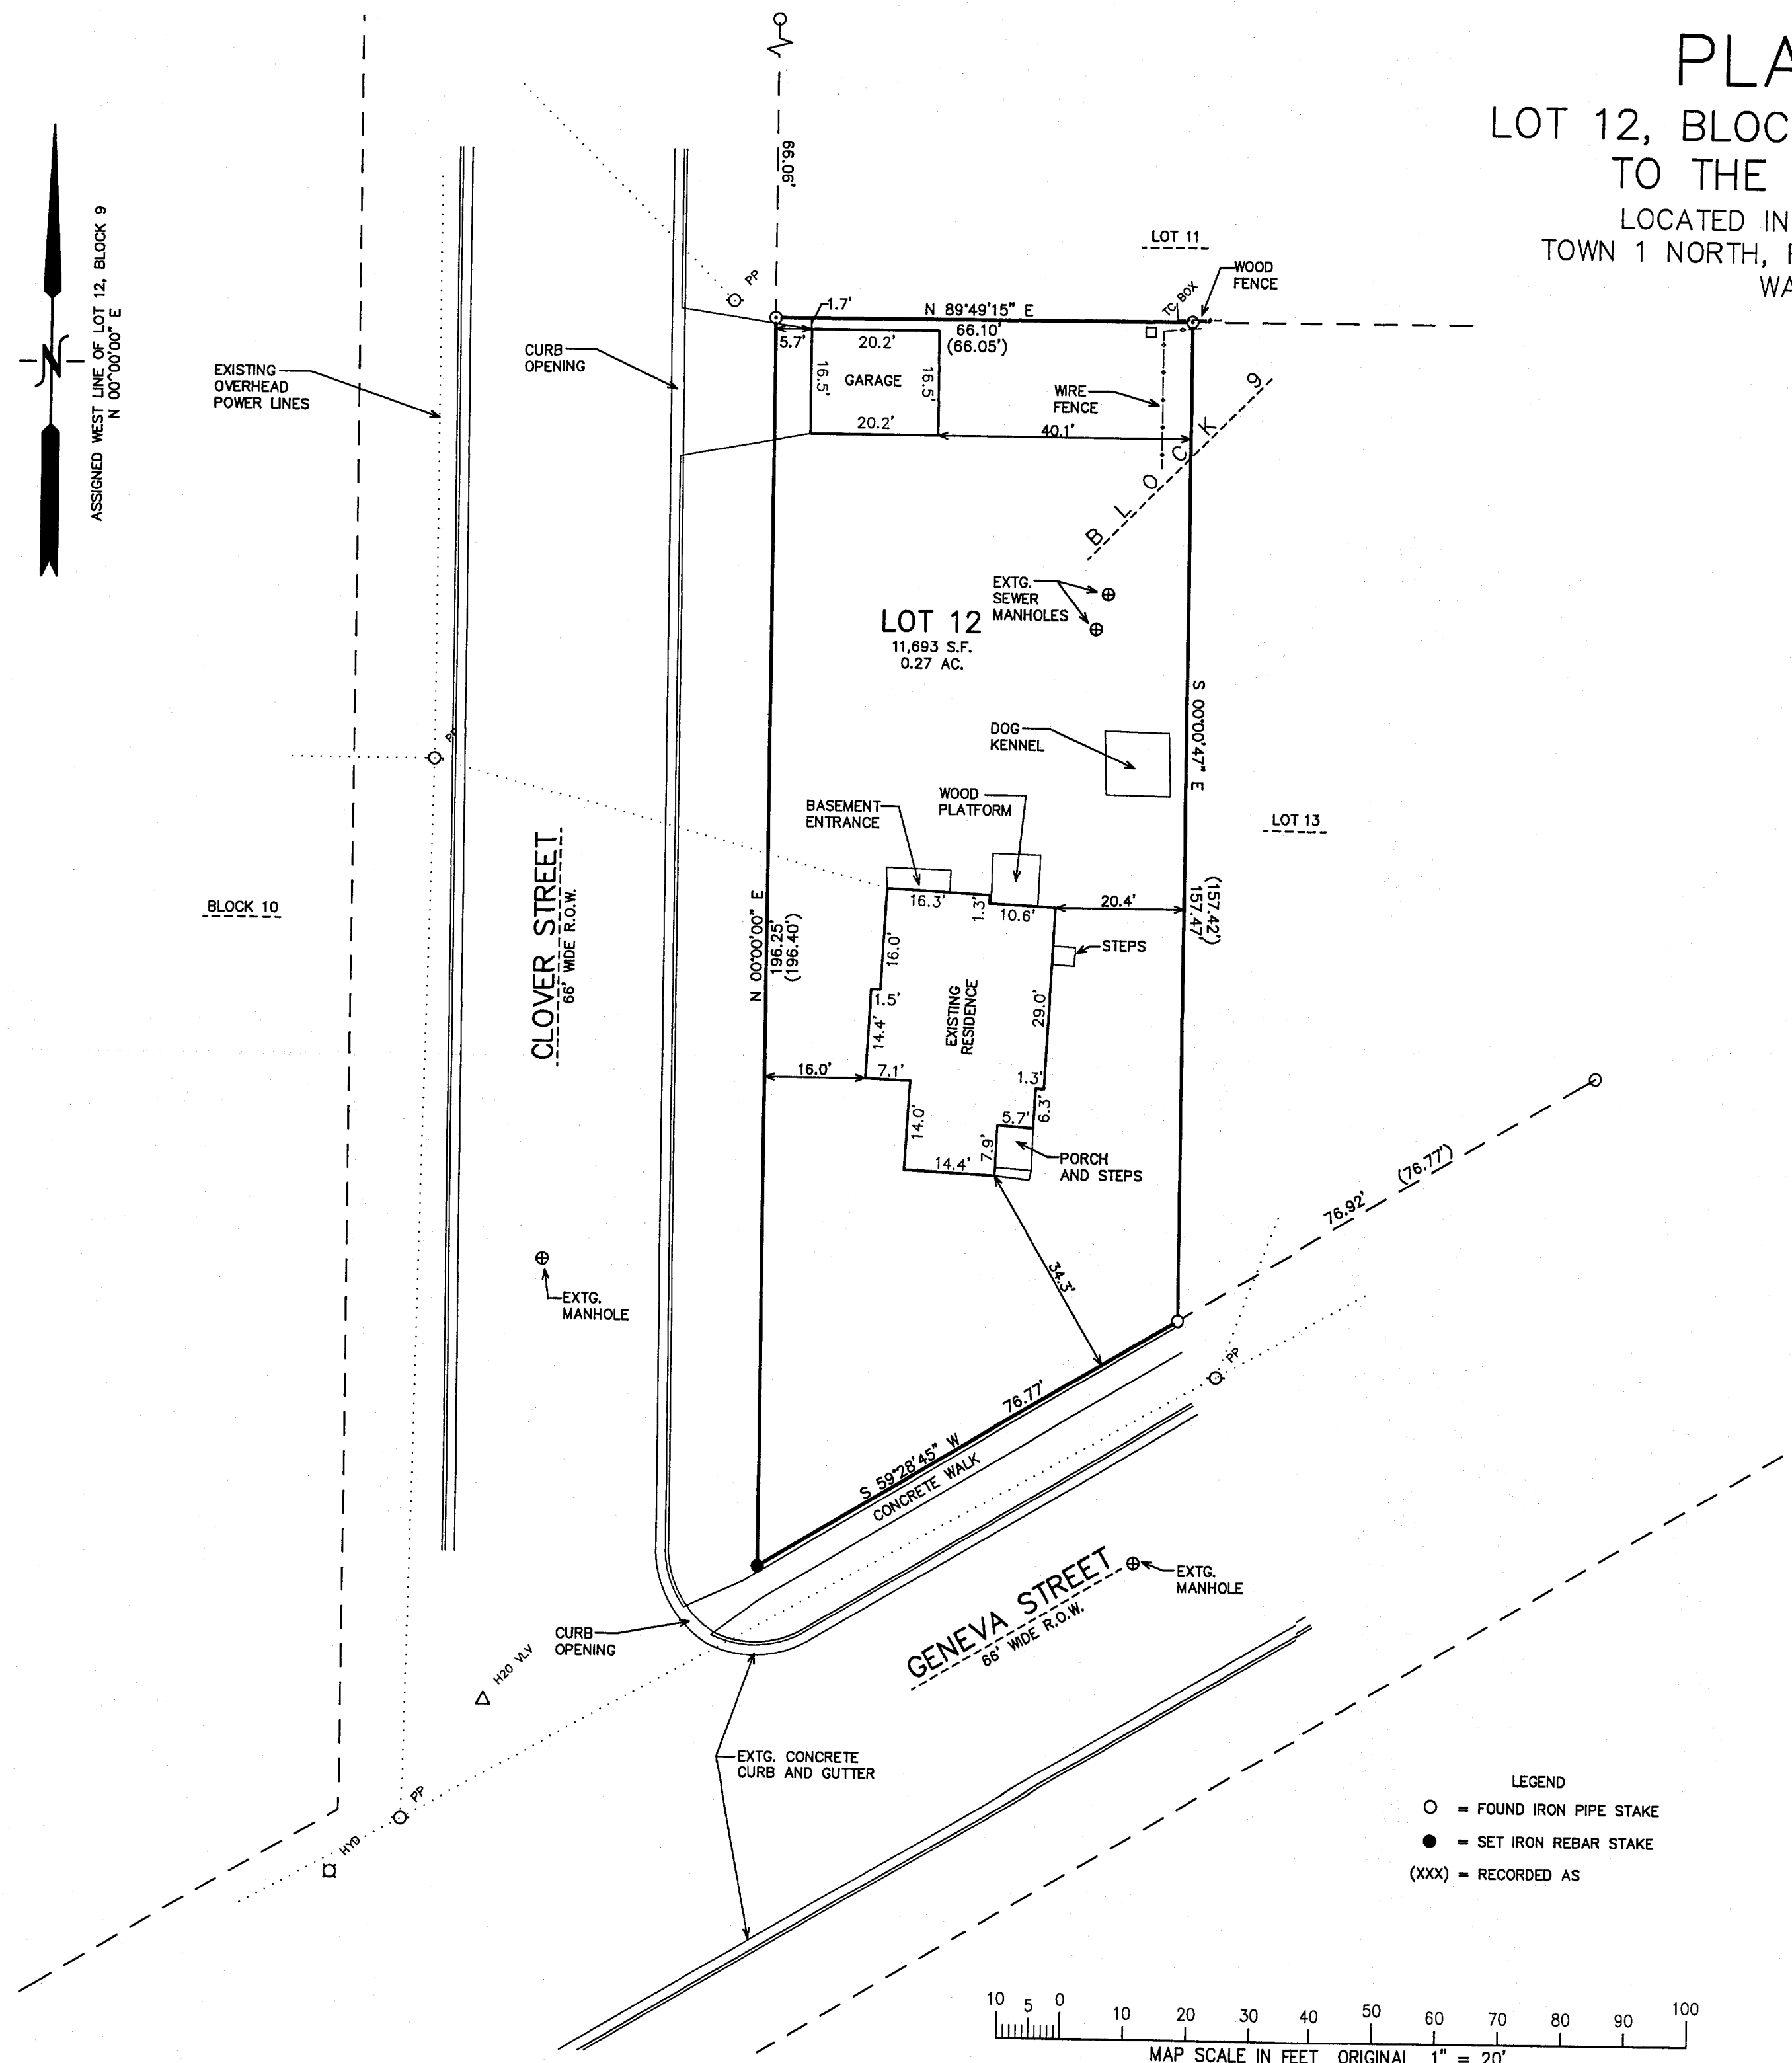 PLA
LOT 12, BLOC
TO THE
LOCATED IN
TOWN 1 NORTH, 
WA
ASSIGNED WEST LINE OF LOT 12, BLOCK 9
N 00°00'00" E
N
EXISTING
OVERHEAD
POWER LINES
CURB
OPENING
66.06'
PP
1.7'
N 89°49'15" E
66.10'
(66.05')
5.7'
20.2'
16.5'
GARAGE
16.5'
20.2'
40.1'
LOT 11
TC BOX
WOOD
FENCE
WIRE
FENCE
BLOCK 9
EXTG.
SEWER
MANHOLES
LOT 12
11,693 S.F.
0.27 AC.
S 00°00'47" E
(157.42')
157.47'
DOG
KENNEL
WOOD
PLATFORM
BASEMENT
ENTRANCE
LOT 13
PP
BLOCK 10
CLOVER STREET
66' WIDE R.O.W.
N 00°00'00" E
196.25'
(196.40')
16.3'
1.3'
10.6'
20.4'
STEPS
16.0'
1.5'
14.4'
EXISTING
RESIDENCE
29.0'
16.0'
7.1'
1.3'
6.3'
14.0'
5.7'
7.9'
14.4'
PORCH
AND STEPS
34.3'
76.92'
(76.77')
EXTG.
MANHOLE
PP
76.77'
S 59°28'45" W
CONCRETE WALK
GENEVA STREET
66' WIDE R.O.W.
EXTG.
MANHOLE
CURB
OPENING
H20 VLV
EXTG. CONCRETE
CURB AND GUTTER
PP
HYD
LEGEND
= FOUND IRON PIPE STAKE
= SET IRON REBAR STAKE
(XXX) = RECORDED AS
10 5 0 10 20 30 40 50 60 70 80 90 100
MAP SCALE IN FEET ORIGINAL 1" = 20'